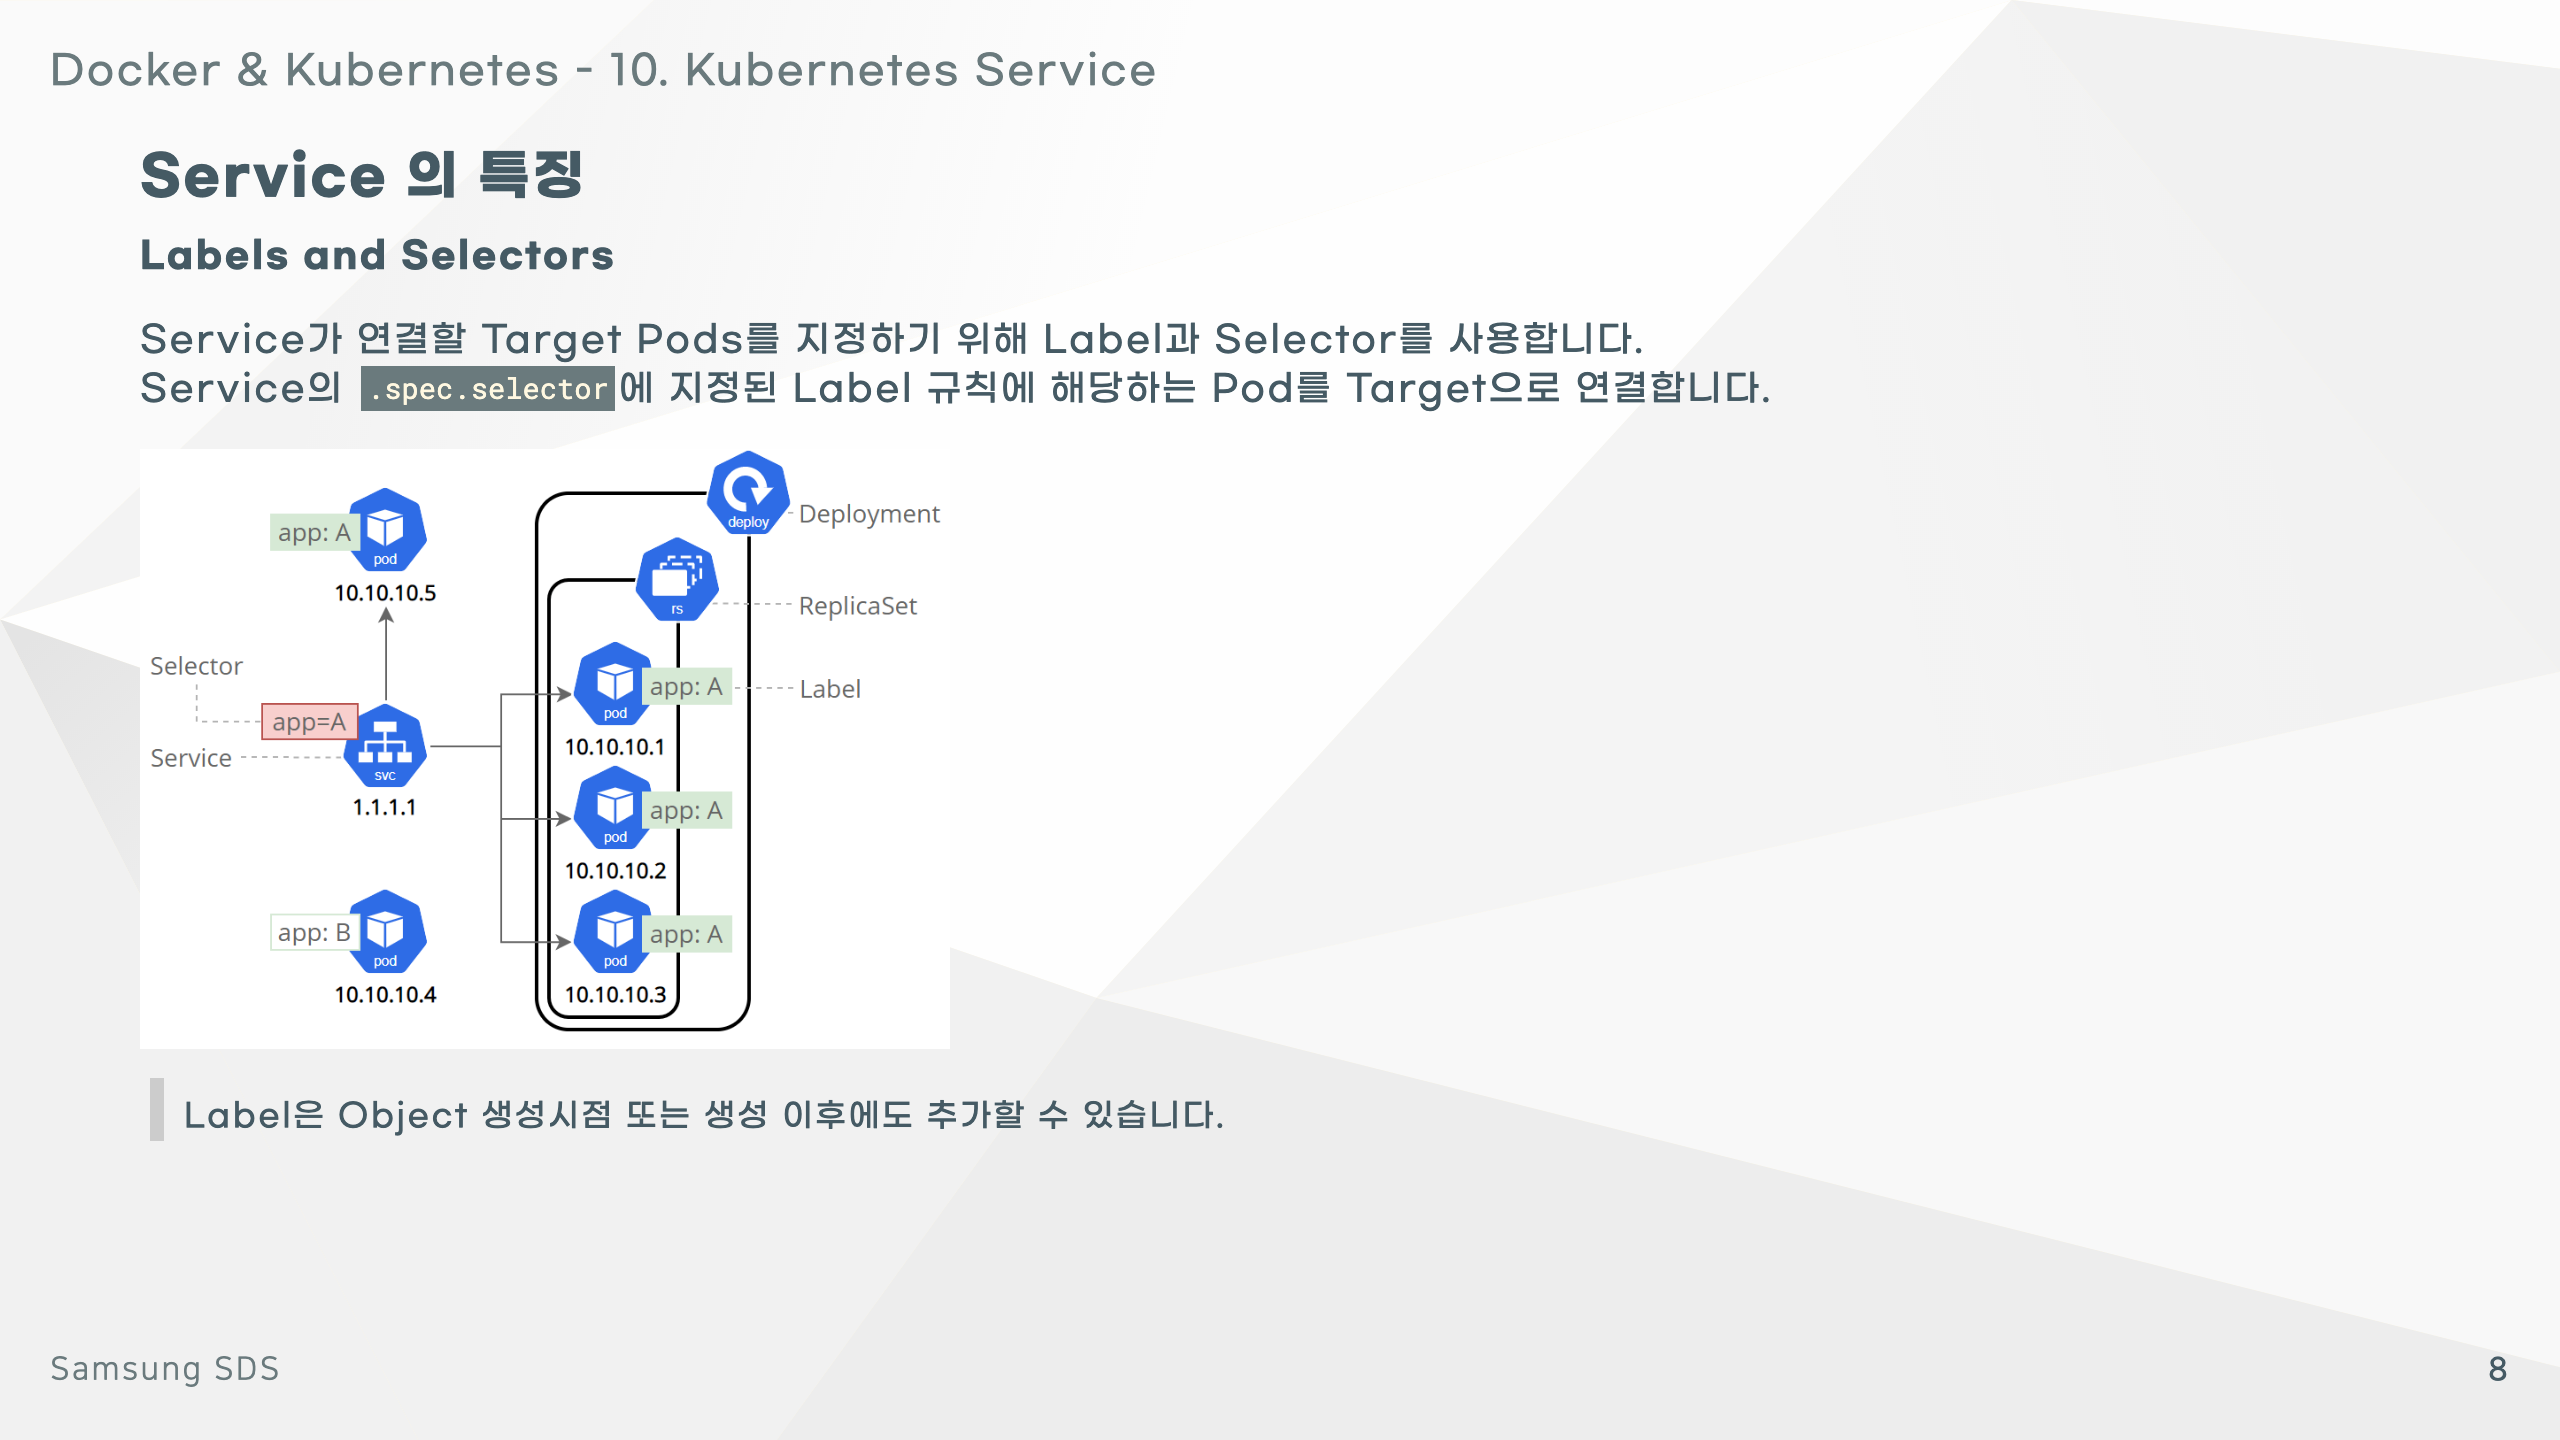 Docker & Kubernetes - 10. Kubernetes Service
Service 의 특징
Labels and Selectors
Service가 연결할 Target Pods를 지정하기 위해 Label과 Selector를 사용합니다.
Service의 .spec.selector에 지정된 Label 규칙에 해당하는 Pod를 Target으로 연결합니다.
deploy
Deployment
app: A
pod
10.10.10.5
rs
ReplicaSet
Selector
app=A
Service
svc
1.1.1.1
app: A
Label
pod
10.10.10.1
app: A
pod
10.10.10.2
app: B
pod
10.10.10.4
app: A
pod
10.10.10.3
Label은 Object 생성시점 또는 생성 이후에도 추가할 수 있습니다.
Samsung SDS
8